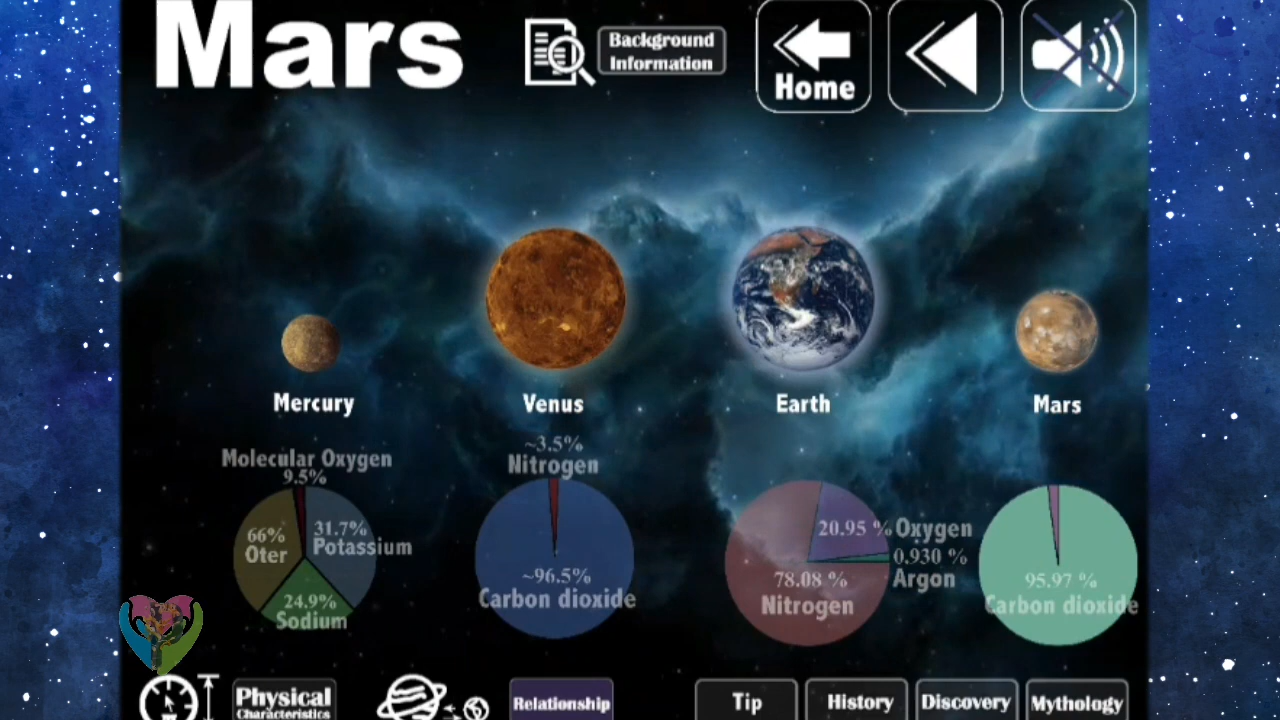 Mars
Background
Information
Home
Mercury
Venus
Earth
Mars
Molecular Oxygen
9.5%
66%
Oter
31.7%
Potassium
24.9%
Sodium
~3.5%
Nitrogen
~96.5%
Carbon dioxide
20.95 % Oxygen
0.930 %
Argon
78.08 %
Nitrogen
95.97 %
Carbon dioxide
Physical
Characteristics
Relationship
Tip
History
Discovery
Mythology